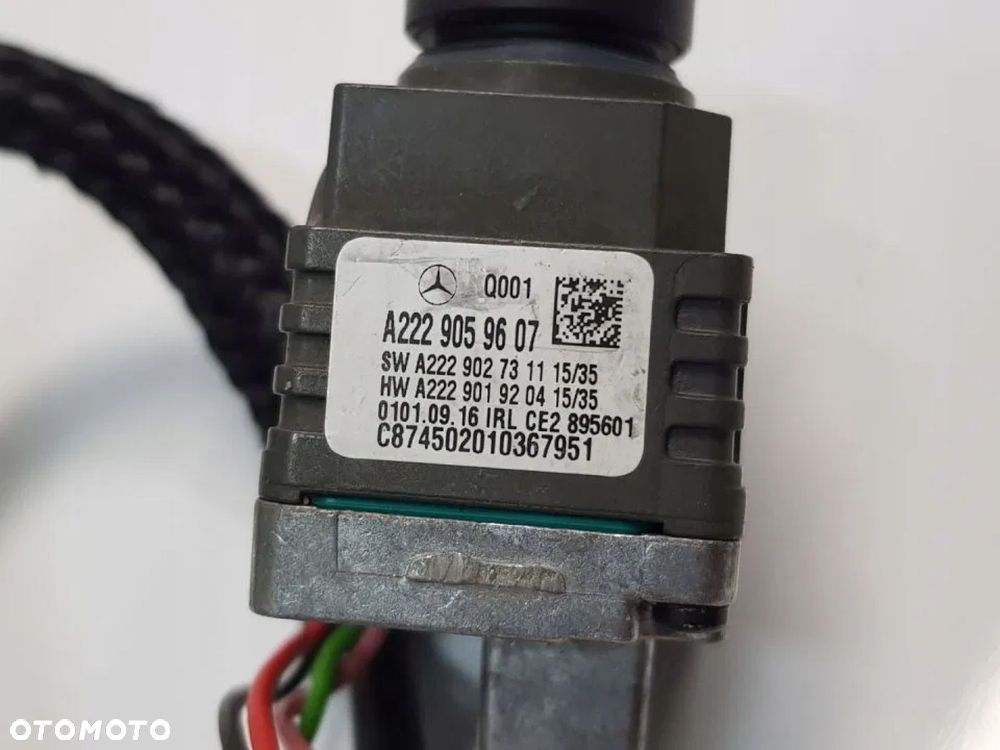 Q001
A222 905 96 07
SW A222 902 73 11 15/35
HW A222 901 92 04 15/35
0101.09.16 IRL CE2 895601
C874502010367951
OTOMOTO